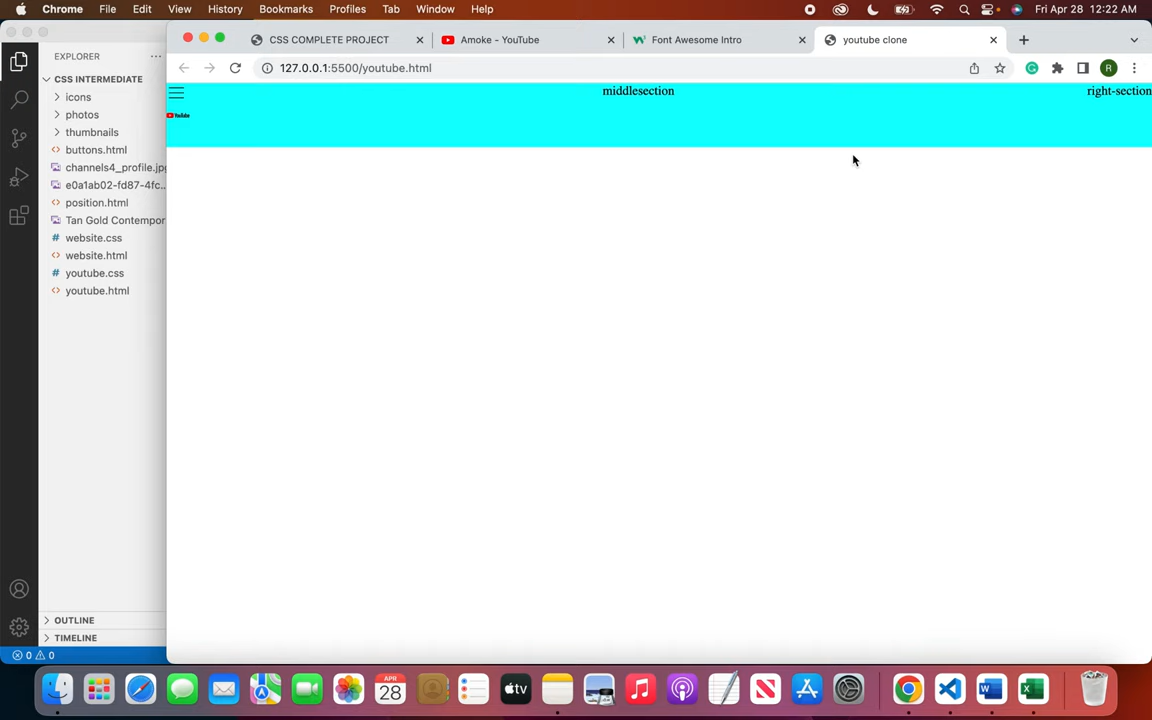 Chrome File Edit View History Bookmarks Profiles Tab Window Help Fri Apr 28 12:22 AM
EXPLORER ...
CSS COMPLETE PROJECT
Amoke - YouTube
Font Awesome Intro
youtube clone
127.0.0.1:5500/youtube.html
R
CSS INTERMEDIATE
icons
photos
thumbnails
buttons.html
channels4_profile.jpg
e0a1ab02-fd87-4fc...
position.html
Tan Gold Contempor
website.css
website.html
youtube.css
youtube.html
OUTLINE
TIMELINE
0 0
YouTube
middlesection
right-section
APR
28
tv
W
X